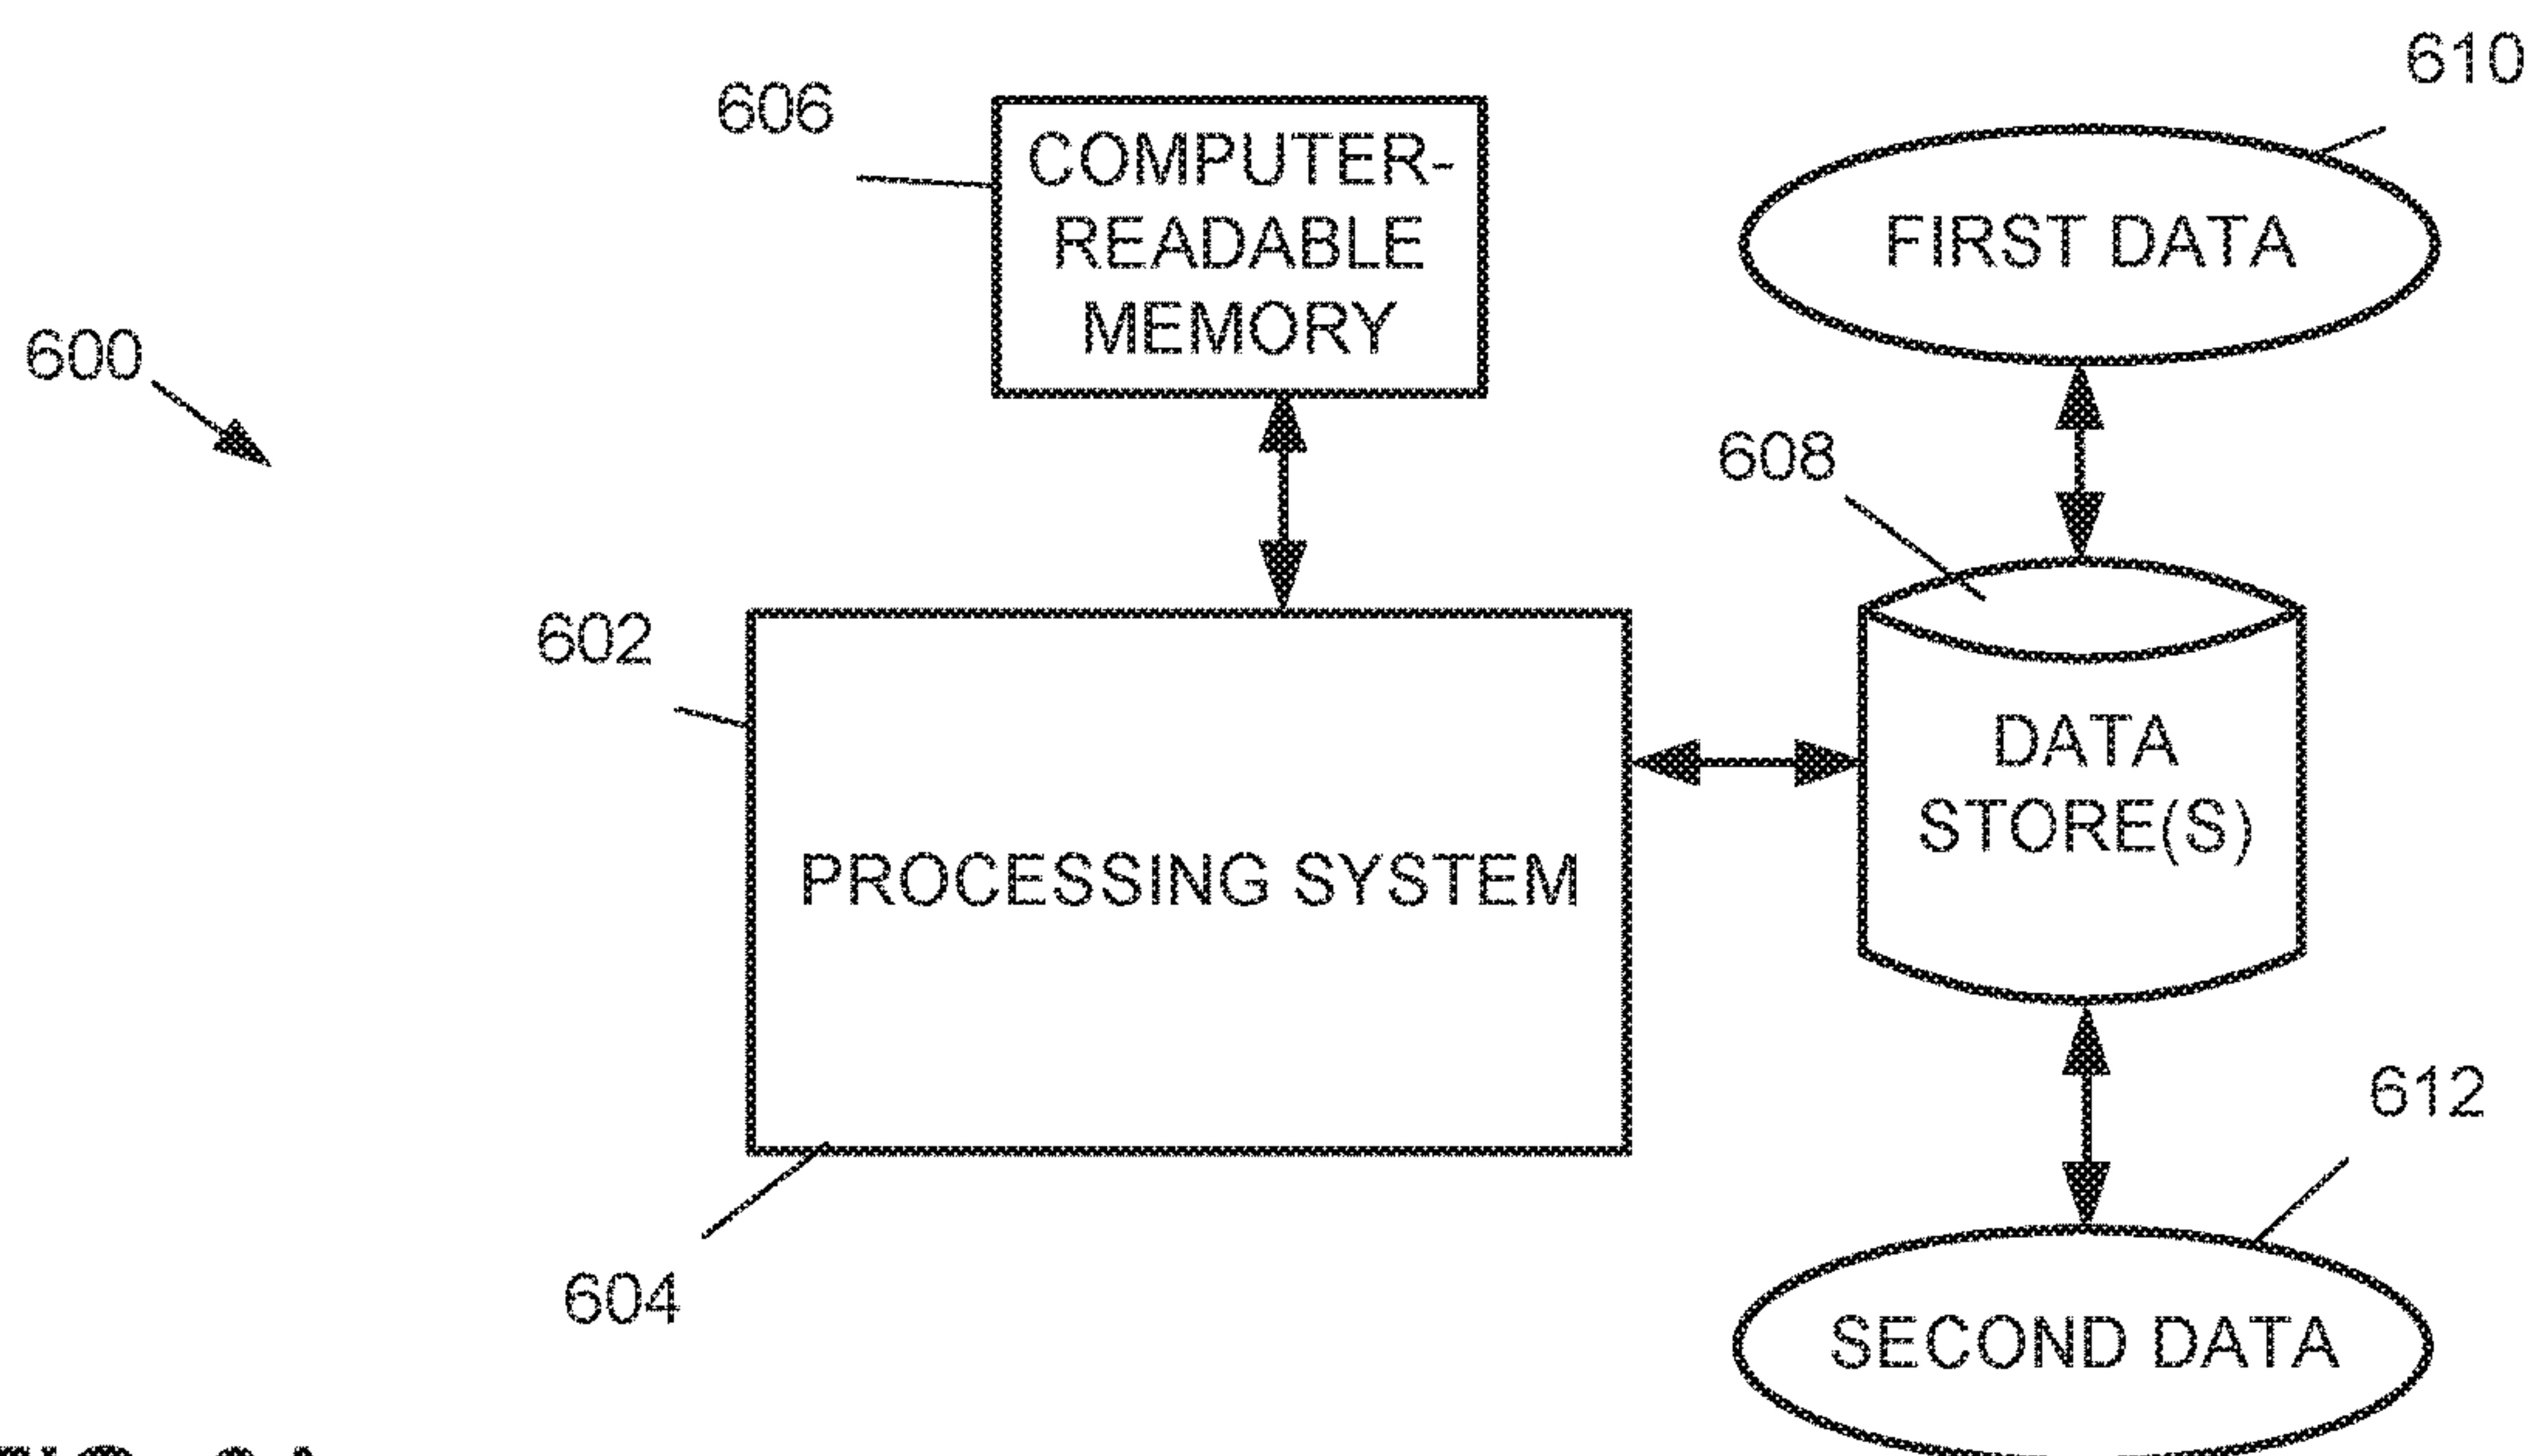 610
606
COMPUTER-
READABLE
MEMORY
FIRST DATA
600
608
602
DATA
STORE(S)
PROCESSING SYSTEM
612
604
SECOND DATA